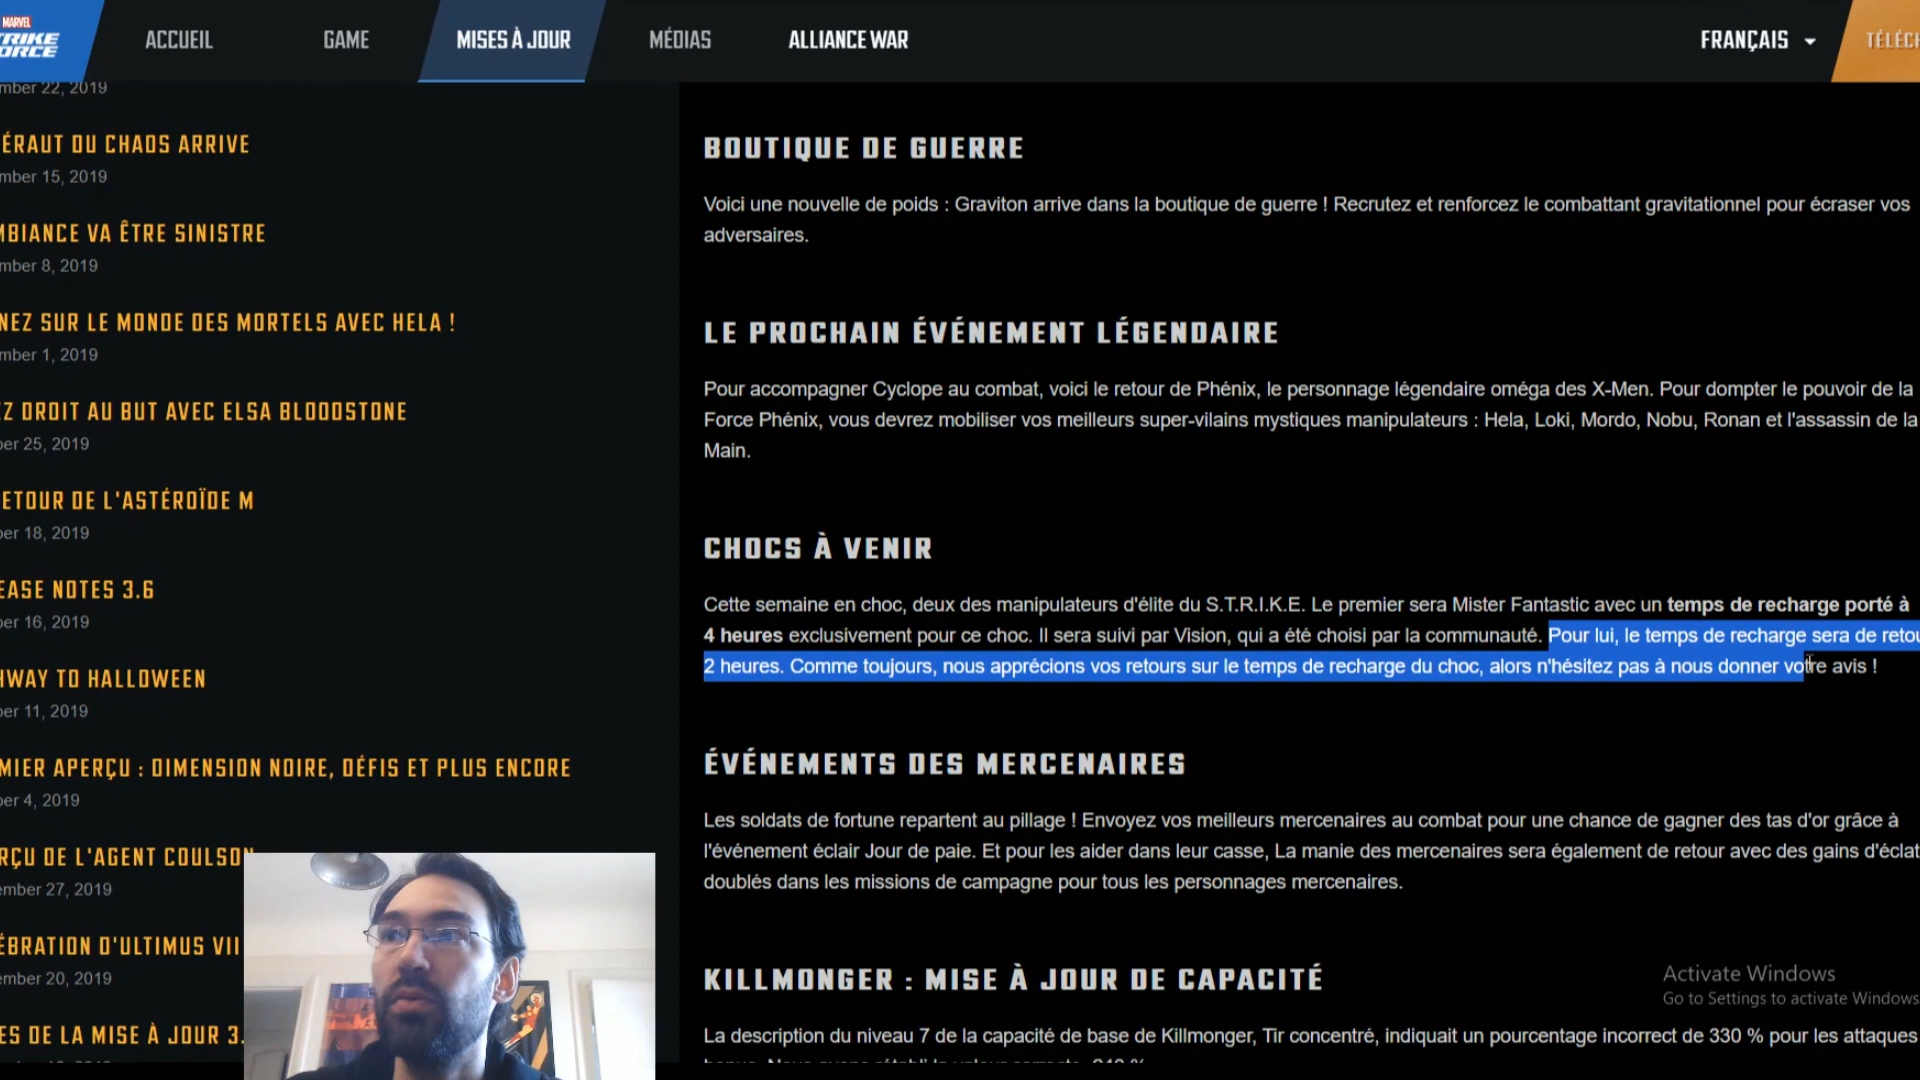 MARVEL
TRIKE
ORCE
ACCUEIL
GAME
MISES À JOUR
MÉDIAS
ALLIANCE WAR
FRANÇAIS
TÉLÉCH
mber 22, 2019
ÉRAUT DU CHAOS ARRIVE
mber 15, 2019
MBIANCE VA ÊTRE SINISTRE
mber 8, 2019
NEZ SUR LE MONDE DES MORTELS AVEC HELA !
mber 1, 2019
EZ DROIT AU BUT AVEC ELSA BLOODSTONE
ber 25, 2019
ETOUR DE L'ASTÉROÏDE M
ber 18, 2019
EASE NOTES 3.6
ber 16, 2019
HWAY TO HALLOWEEN
ber 11, 2019
MIER APERÇU : DIMENSION NOIRE, DÉFIS ET PLUS ENCORE
ber 4, 2019
RÇU DE L'AGENT COULSON
ember 27, 2019
ÉBRATION D'ULTIMUS VII
ember 20, 2019
ES DE LA MISE À JOUR 3.
BOUTIQUE DE GUERRE
Voici une nouvelle de poids : Graviton arrive dans la boutique de guerre ! Recrutez et renforcez le combattant gravitationnel pour écraser vos
adversaires.
LE PROCHAIN ÉVÉNEMENT LÉGENDAIRE
Pour accompagner Cyclope au combat, voici le retour de Phénix, le personnage légendaire oméga des X-Men. Pour dompter le pouvoir de la
Force Phénix, vous devrez mobiliser vos meilleurs super-vilains mystiques manipulateurs : Hela, Loki, Mordo, Nobu, Ronan et l'assassin de la
Main.
CHOCS À VENIR
Cette semaine en choc, deux des manipulateurs d'élite du S.T.R.I.K.E. Le premier sera Mister Fantastic avec un temps de recharge porté à
4 heures exclusivement pour ce choc. Il sera suivi par Vision, qui a été choisi par la communauté. Pour lui, le temps de recharge sera de retou
2 heures. Comme toujours, nous apprécions vos retours sur le temps de recharge du choc, alors n'hésitez pas à nous donner votre avis !
ÉVÉNEMENTS DES MERCENAIRES
Les soldats de fortune repartent au pillage ! Envoyez vos meilleurs mercenaires au combat pour une chance de gagner des tas d'or grâce à
l'événement éclair Jour de paie. Et pour les aider dans leur casse, La manie des mercenaires sera également de retour avec des gains d'éclat
doublés dans les missions de campagne pour tous les personnages mercenaires.
KILLMONGER : MISE À JOUR DE CAPACITÉ
La description du niveau 7 de la capacité de base de Killmonger, Tir concentré, indiquait un pourcentage incorrect de 330 % pour les attaques
Activate Windows
Go to Settings to activate Windows